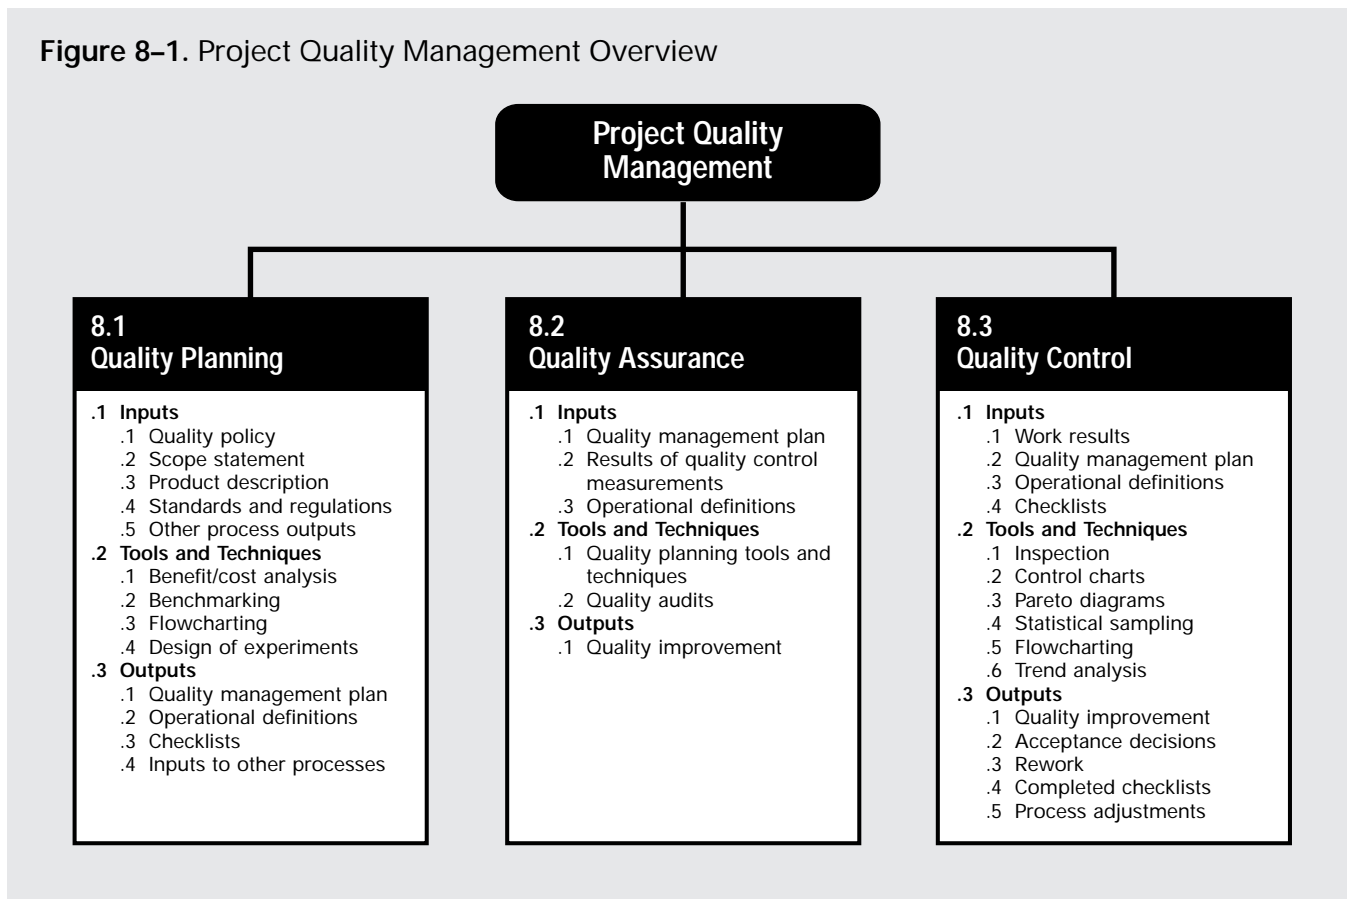 Figure 8–1. Project Quality Management Overview
Project Quality
Management
8.1
Quality Planning
.1 Inputs
.1 Quality policy
.2 Scope statement
.3 Product description
.4 Standards and regulations
.5 Other process outputs
.2 Tools and Techniques
.1 Benefit/cost analysis
.2 Benchmarking
.3 Flowcharting
.4 Design of experiments
.3 Outputs
.1 Quality management plan
.2 Operational definitions
.3 Checklists
.4 Inputs to other processes
8.2
Quality Assurance
.1 Inputs
.1 Quality management plan
.2 Results of quality control
measurements
.3 Operational definitions
.2 Tools and Techniques
.1 Quality planning tools and
techniques
.2 Quality audits
.3 Outputs
.1 Quality improvement
8.3
Quality Control
.1 Inputs
.1 Work results
.2 Quality management plan
.3 Operational definitions
.4 Checklists
.2 Tools and Techniques
.1 Inspection
.2 Control charts
.3 Pareto diagrams
.4 Statistical sampling
.5 Flowcharting
.6 Trend analysis
.3 Outputs
.1 Quality improvement
.2 Acceptance decisions
.3 Rework
.4 Completed checklists
.5 Process adjustments